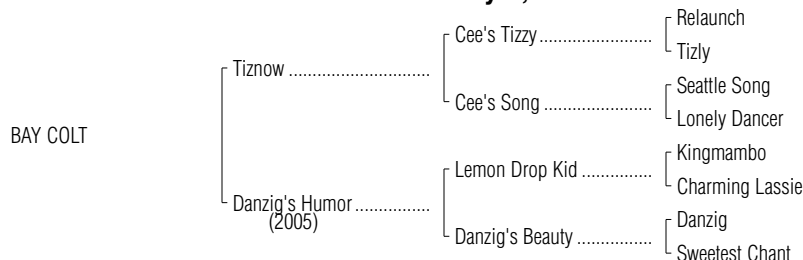 Relaunch
Cee's Tizzy
Tizly
Tiznow
Seattle Song
Cee's Song
Lonely Dancer
BAY COLT
Kingmambo
Lemon Drop Kid
Charming Lassie
Danzig's Humor
(2005)
Danzig
Danzig's Beauty
Sweetest Chant